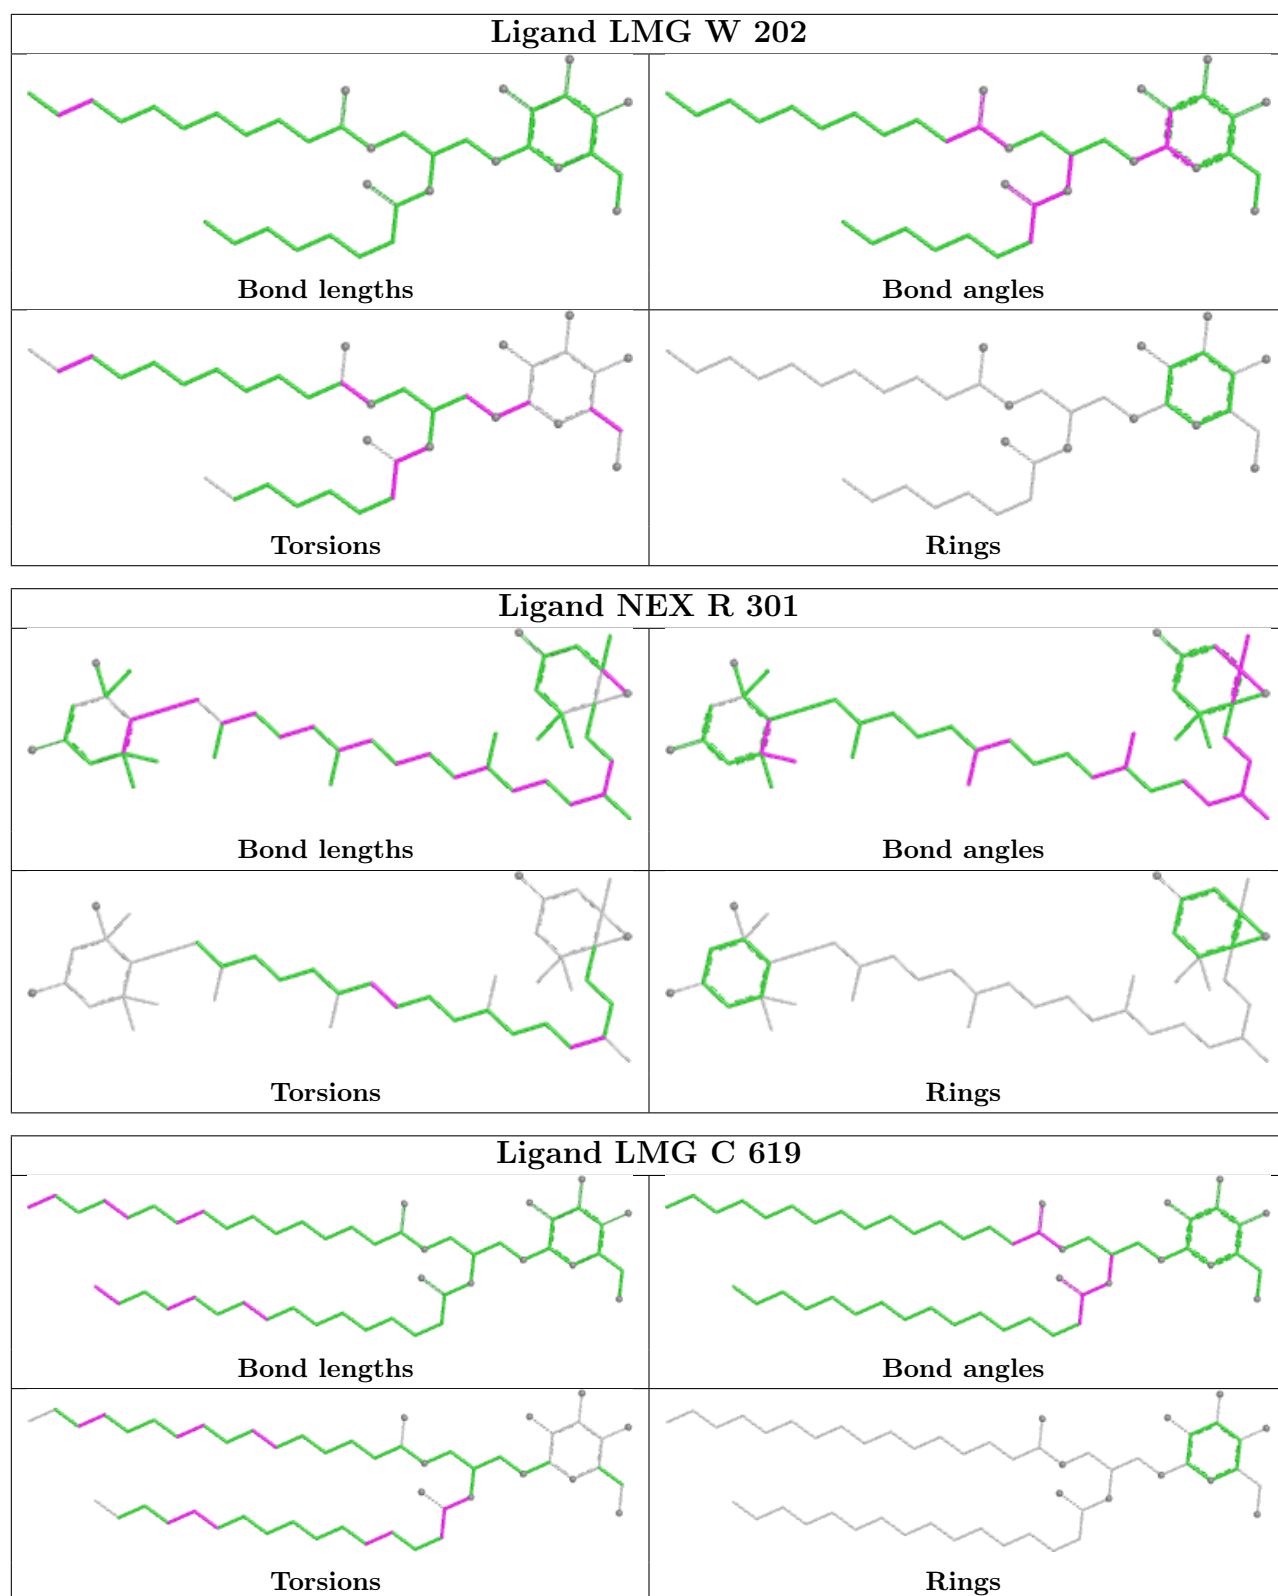 Ligand LMG W 202
Bond lengths
Bond angles
Torsions
Rings
Ligand NEX R 301
Bond lengths
Bond angles
Torsions
Rings
Ligand LMG C 619
Bond lengths
Bond angles
Torsions
Rings